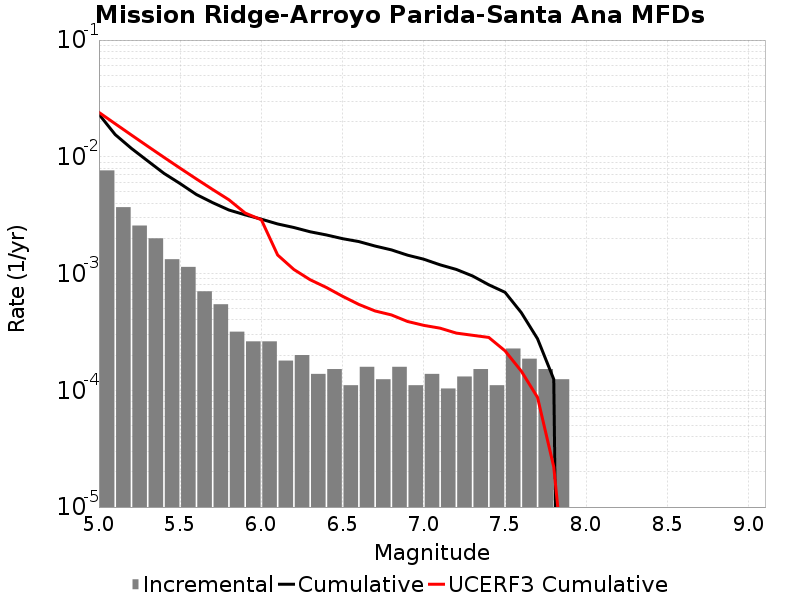 Mission Ridge-Arroyo Parida-Santa Ana MFDs
10-1
10-2
10-3
10-4
10-5
Rate (1/yr)
5.0 5.5 6.0 6.5 7.0 7.5 8.0 8.5 9.0
Magnitude
Incremental Cumulative UCERF3 Cumulative